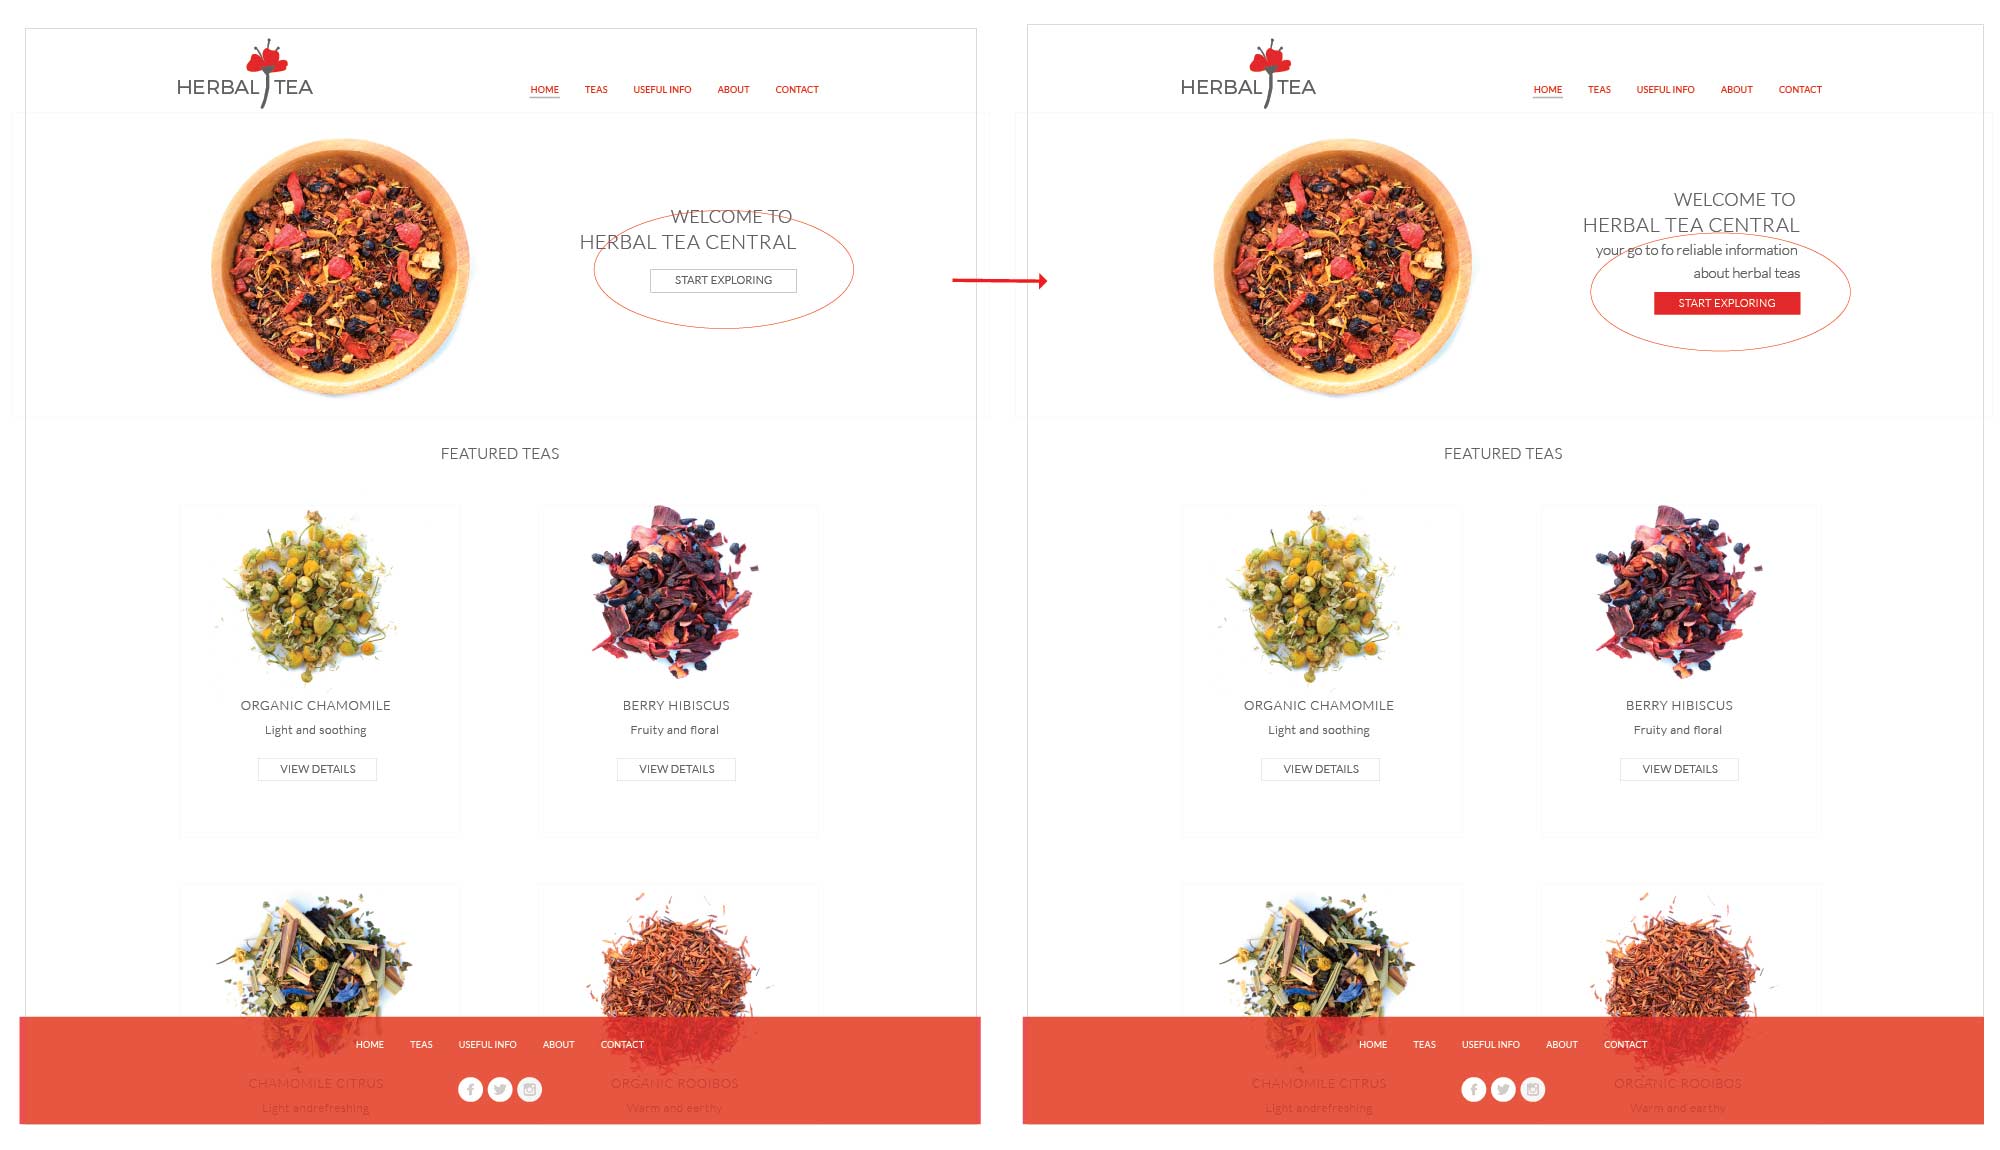 HERBAL TEA
HOME TEAS USEFUL INFO ABOUT CONTACT
WELCOME TO
HERBAL TEA CENTRAL
START EXPLORING
FEATURED TEAS
ORGANIC CHAMOMILE
Light and soothing
VIEW DETAILS
BERRY HIBISCUS
Fruity and floral
VIEW DETAILS
HOME TEAS USEFUL INFO ABOUT CONTACT
CHAMOMILE CITRUS
Light andrefreshing
ORGANIC ROOIBOS
Warm and earthy
HERBAL TEA
HOME TEAS USEFUL INFO ABOUT CONTACT
WELCOME TO
HERBAL TEA CENTRAL
your go to fo reliable information
about herbal teas
START EXPLORING
FEATURED TEAS
ORGANIC CHAMOMILE
Light and soothing
VIEW DETAILS
BERRY HIBISCUS
Fruity and floral
VIEW DETAILS
HOME TEAS USEFUL INFO ABOUT CONTACT
CHAMOMILE CITRUS
Light andrefreshing
ORGANIC ROOIBOS
Warm and earthy